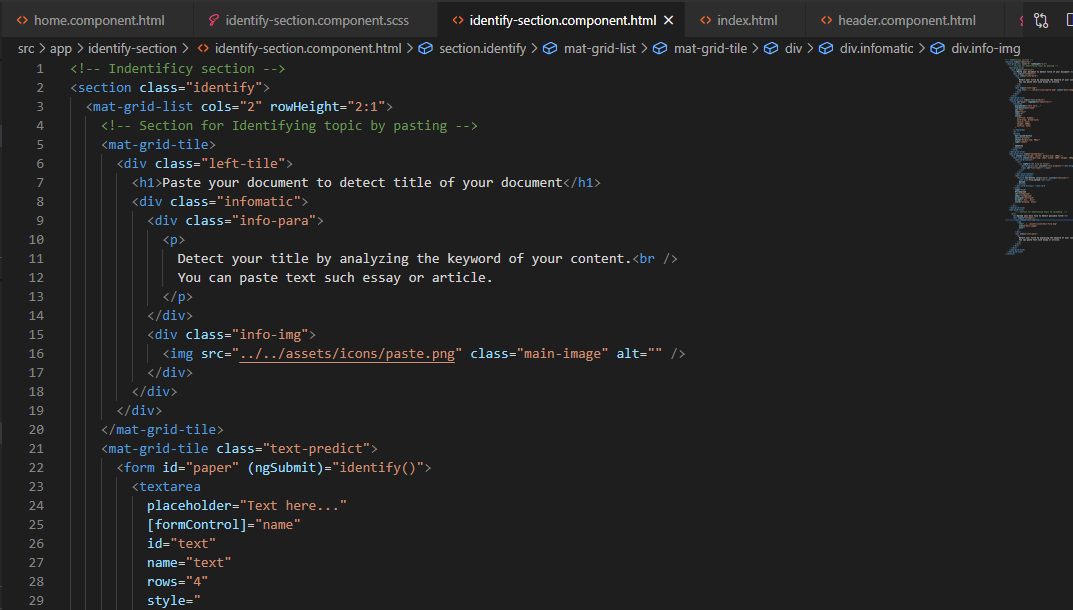 home.component.html identify-section.component.scss identify-section.component.html index.html header.component.html
src > app > identify-section > identify-section.component.html > section.identify > mat-grid-list > mat-grid-tile > div > div.infomatic > div.info-img
1 <!-- Indentificy section -->
2 <section class="identify">
3 <mat-grid-list cols="2" rowHeight="2:1">
4 <!-- Section for Identifying topic by pasting -->
5 <mat-grid-tile>
6 <div class="left-tile">
7 <h1>Paste your document to detect title of your document</h1>
8 <div class="infomatic">
9 <div class="info-para">
10 <p>
11 Detect your title by analyzing the keyword of your content.<br />
12 You can paste text such essay or article.
13 </p>
14 </div>
15 <div class="info-img">
16 <img src="../../assets/icons/paste.png" class="main-image" alt="" />
17 </div>
18 </div>
19 </div>
20 </mat-grid-tile>
21 <mat-grid-tile class="text-predict">
22 <form id="paper" (ngSubmit)="identify()">
23 <textarea
24 placeholder="Text here..."
25 [formControl]="name"
26 id="text"
27 name="text"
28 rows="4"
29 style="